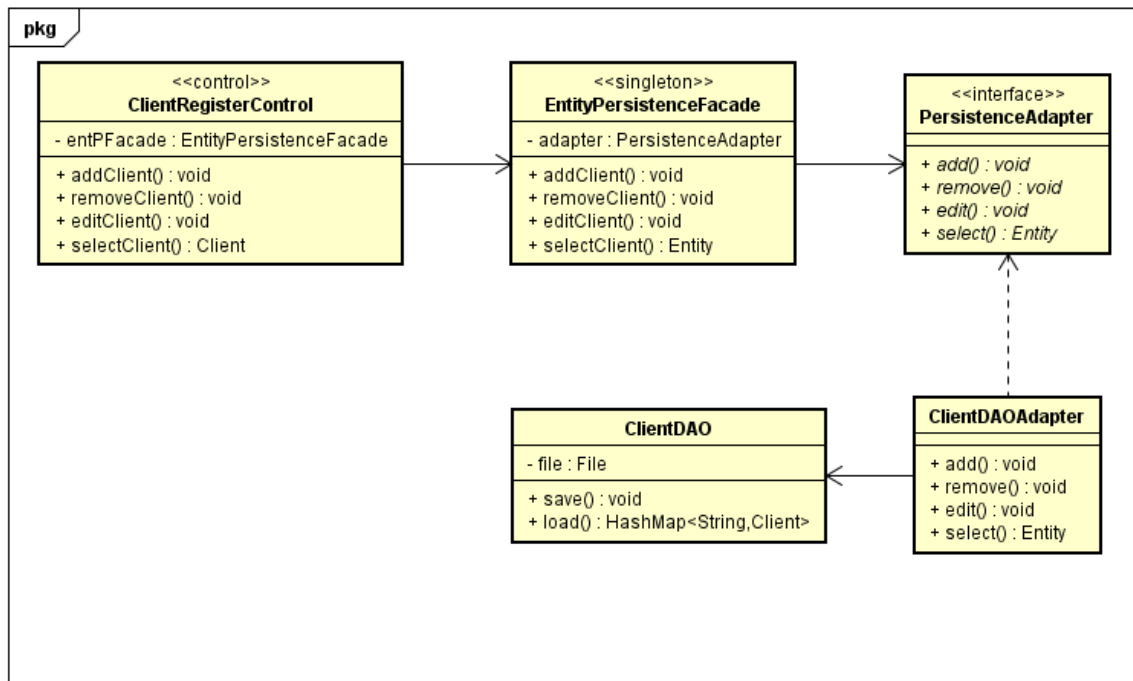 pkg
<<control>>
ClientRegisterControl
- entPFacade : EntityPersistenceFacade
+ addClient() : void
+ removeClient() : void
+ editClient() : void
+ selectClient() : Client
<<singleton>>
EntityPersistenceFacade
- adapter : PersistenceAdapter
+ addClient() : void
+ removeClient() : void
+ editClient() : void
+ selectClient() : Entity
<<interface>>
PersistenceAdapter
+ add() : void
+ remove() : void
+ edit() : void
+ select() : Entity
ClientDAO
- file : File
+ save() : void
+ load() : HashMap<String,Client>
ClientDAOAdapter
+ add() : void
+ remove() : void
+ edit() : void
+ select() : Entity